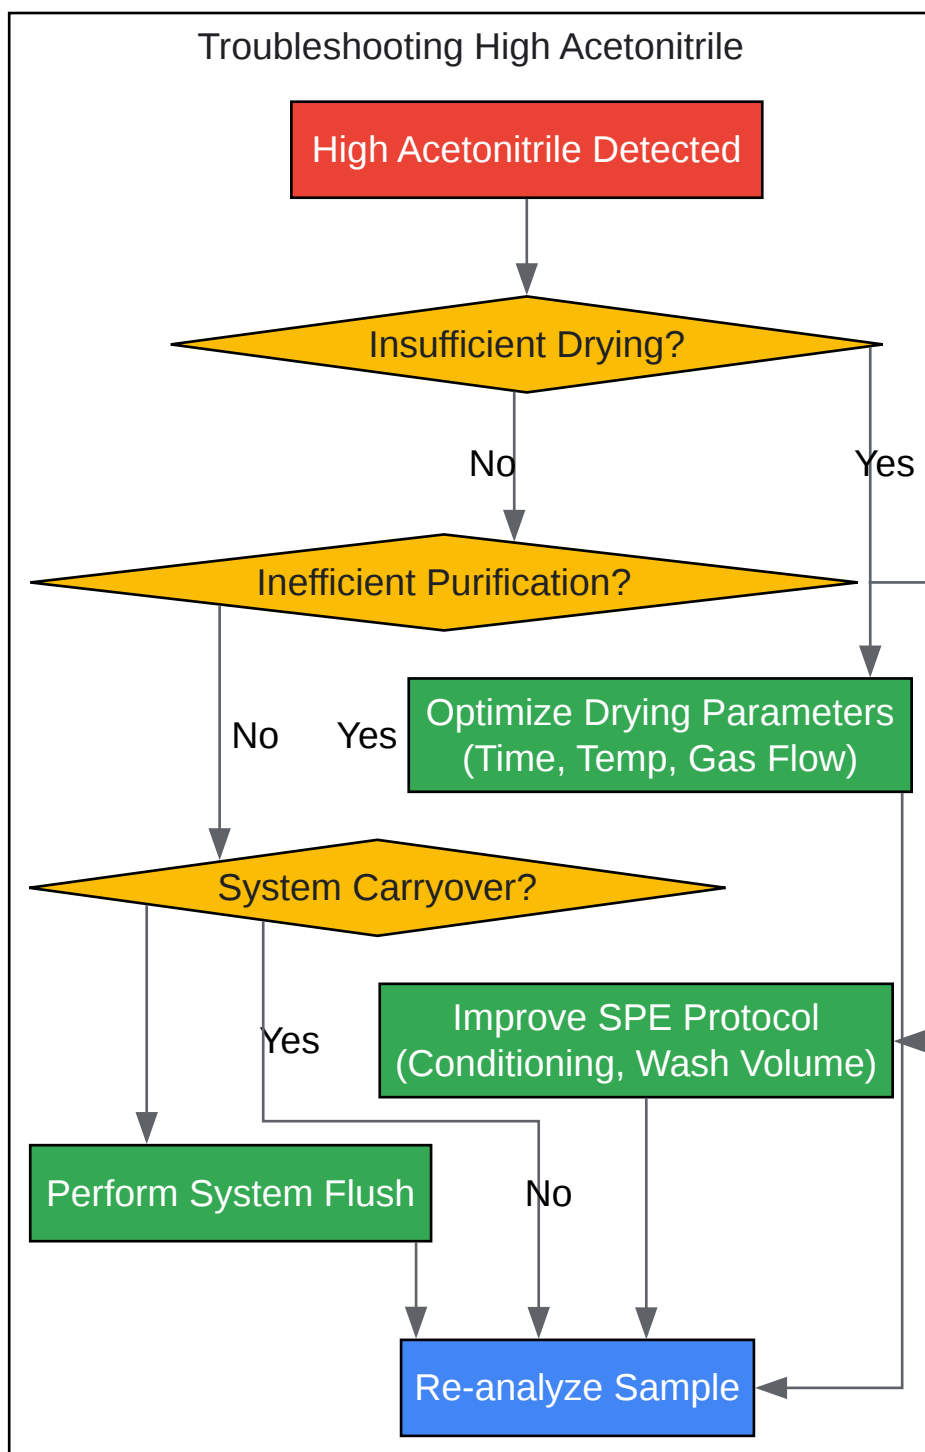 Troubleshooting High Acetonitrile
High Acetonitrile Detected
Insufficient Drying?
No
Yes
Inefficient Purification?
Optimize Drying Parameters
(Time, Temp, Gas Flow)
No
Yes
System Carryover?
Improve SPE Protocol
(Conditioning, Wash Volume)
Yes
Perform System Flush
No
Re-analyze Sample